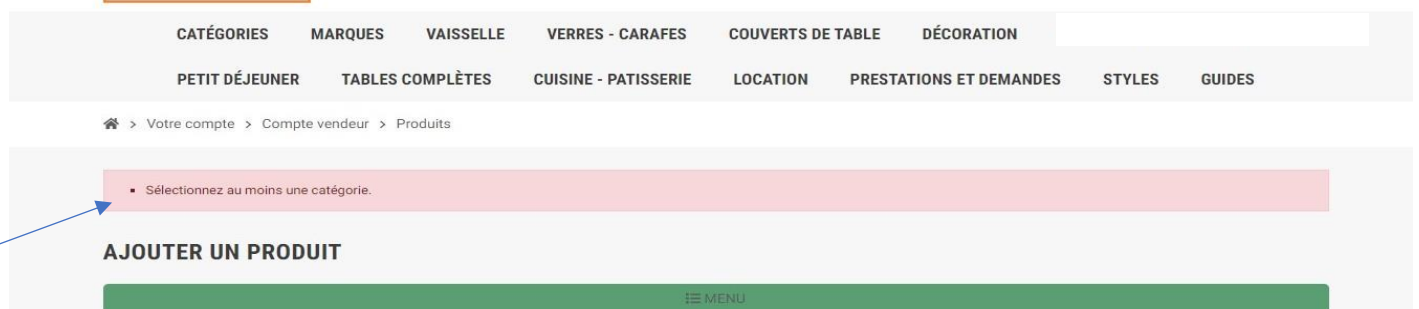 CATÉGORIES MARQUES VAISSELLE VERRES - CARAFES COUVERTS DE TABLE DÉCORATION
PETIT DÉJEUNER TABLES COMPLÈTES CUISINE - PATISSERIE LOCATION PRESTATIONS ET DEMANDES STYLES GUIDES
> Votre compte > Compte vendeur > Produits
▪ Sélectionnez au moins une catégorie.
AJOUTER UN PRODUIT
MENU